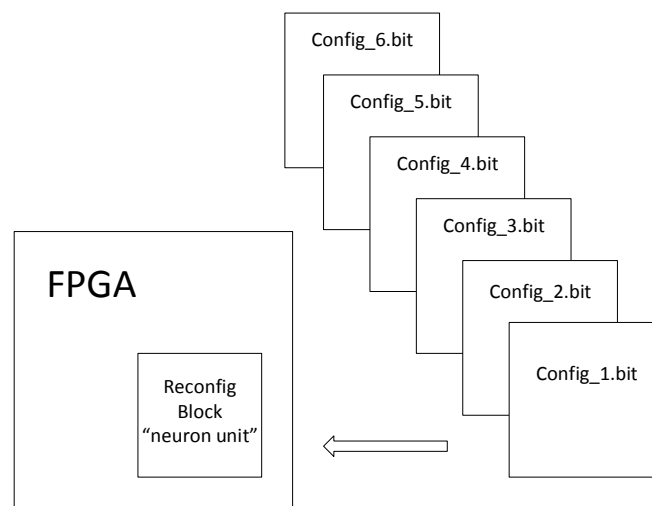 Config_6.bit
Config_5.bit
Config_4.bit
Config_3.bit
Config_2.bit
Config_1.bit
FPGA
Reconfig
Block
“neuron unit”